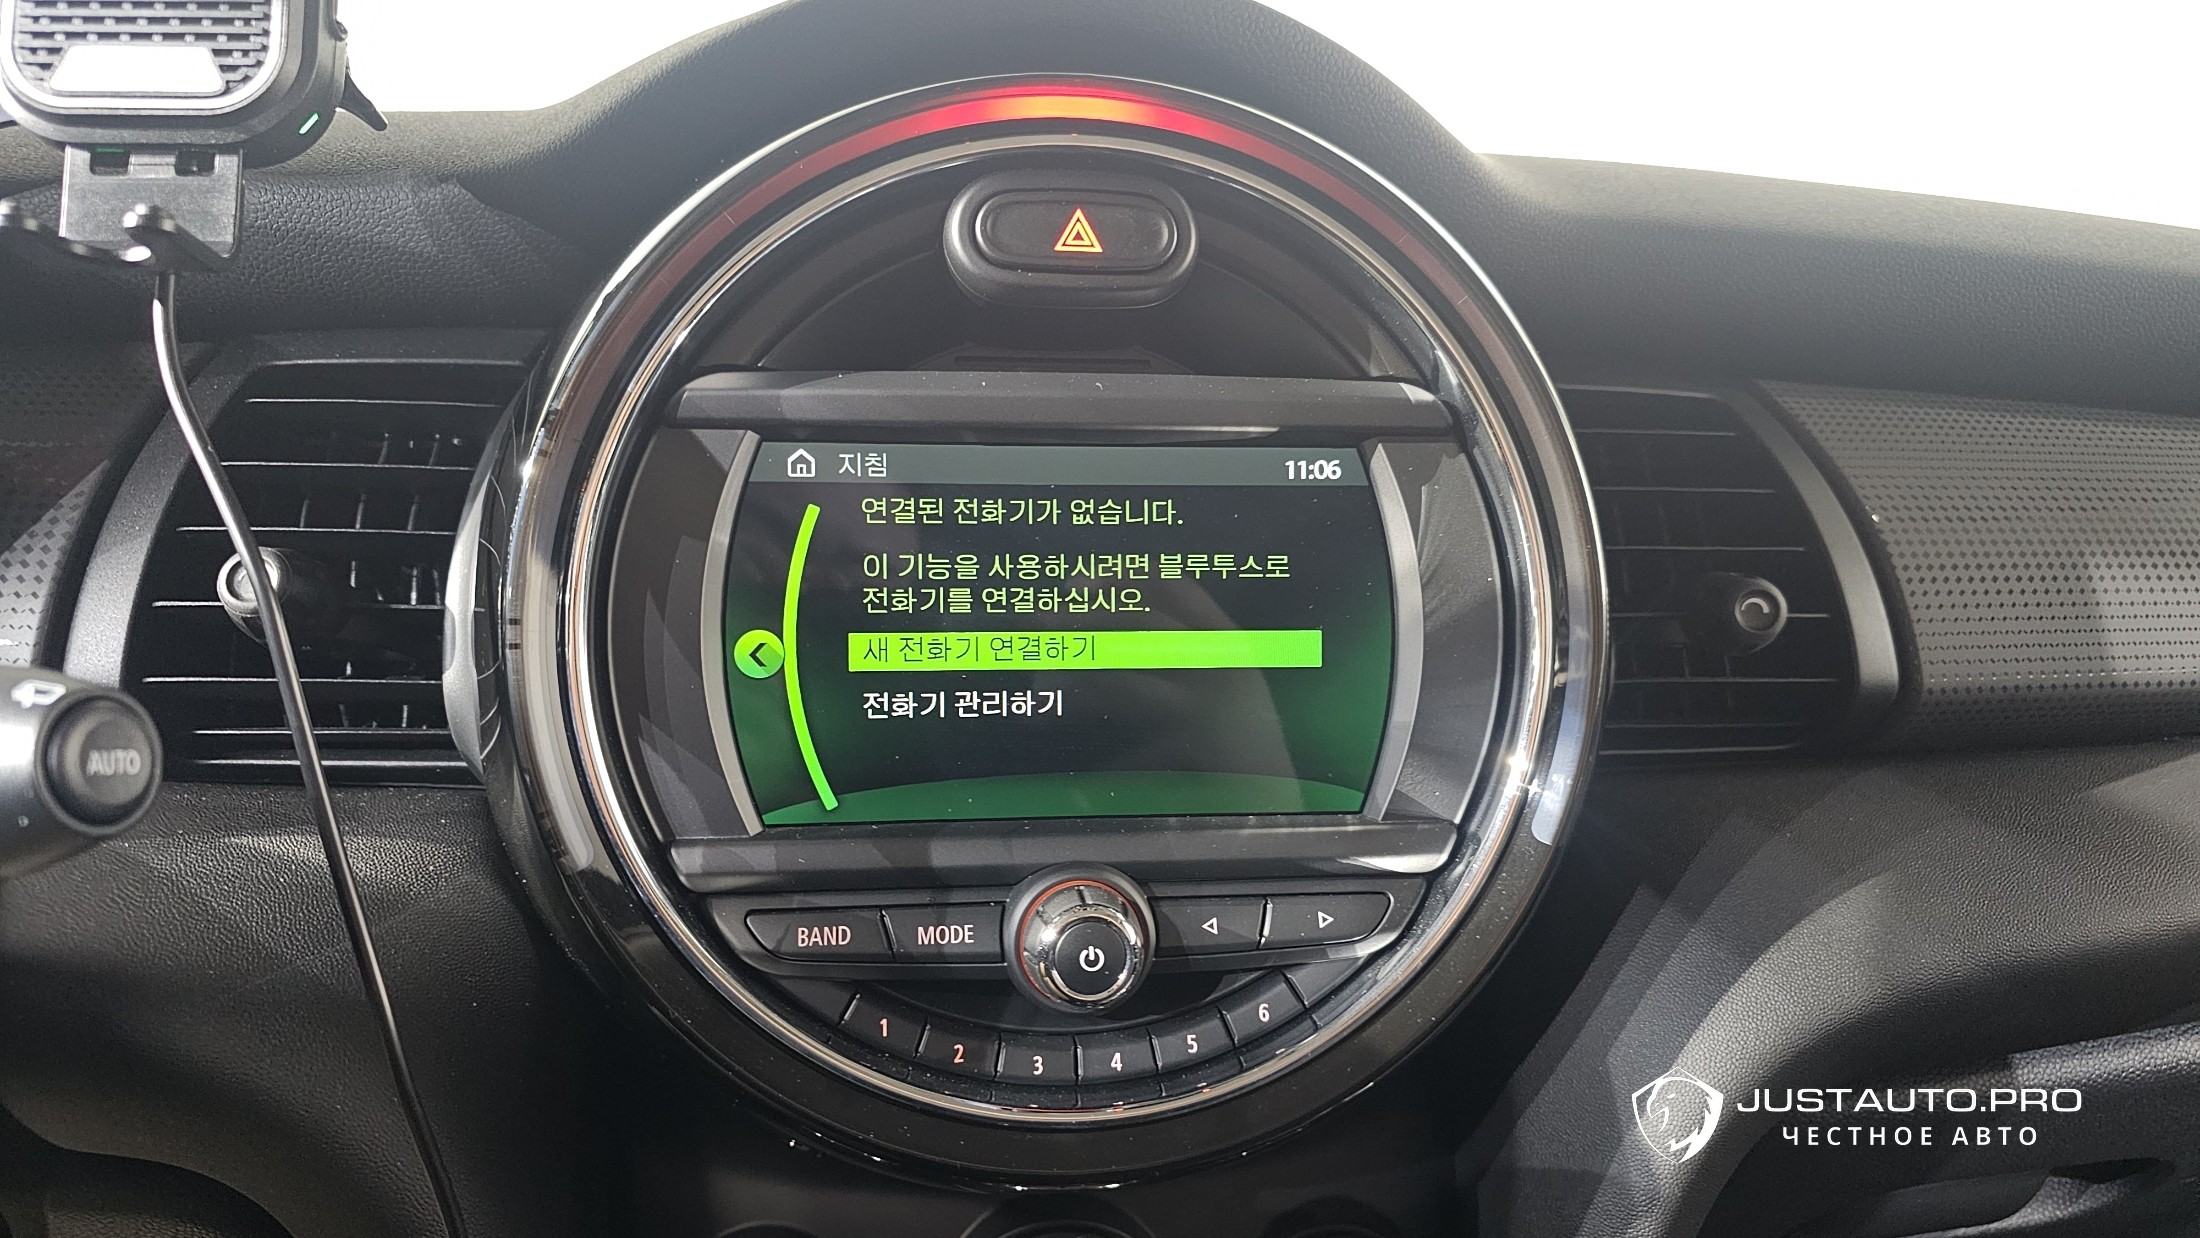 지침
11:06
연결된 전화기가 없습니다.
이 기능을 사용하시려면 블루투스로
전화기를 연결하십시오.
새 전화기 연결하기
전화기 관리하기
AUTO
BAND
MODE
1
2
3
4
5
6
JUSTAUTO.PRO
ЧЕСТНОЕ АВТО